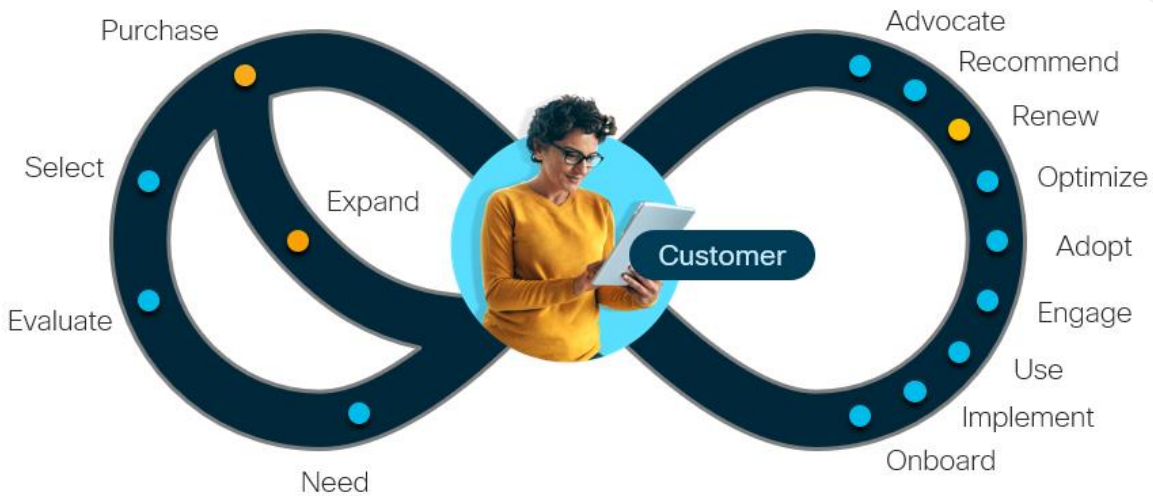 Purchase
Advocate
Recommend
Renew
Select
Optimize
Expand
Adopt
Customer
Evaluate
Engage
Use
Implement
Onboard
Need